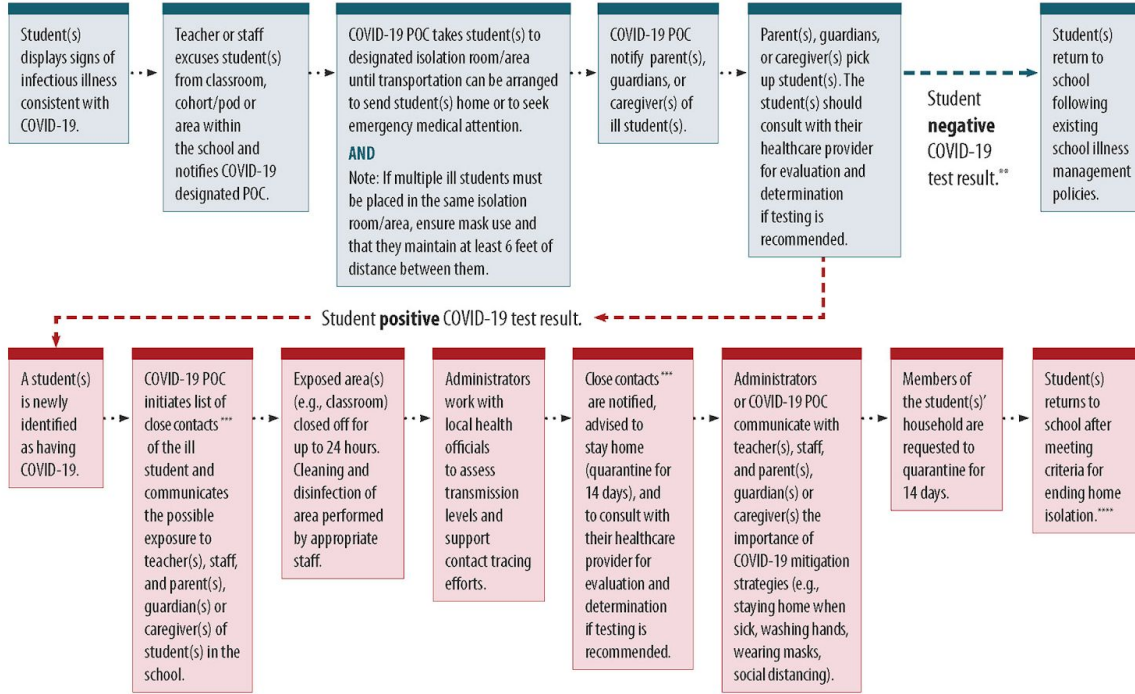 Student(s)
displays signs of
infectious illness
consistent with
COVID-19.
Teacher or staff
excuses student(s)
from classroom,
cohort/pod or
area within
the school and
notifies COVID-19
designated POC.
COVID-19 POC takes student(s) to
designated isolation room/area
until transportation can be arranged
to send student(s) home or to seek
emergency medical attention.
AND
Note: If multiple ill students must
be placed in the same isolation
room/area, ensure mask use and
that they maintain at least 6 feet of
distance between them.
COVID-19 POC
notify parent(s),
guardians, or
caregiver(s) of
ill student(s).
Parent(s), guardians,
or caregiver(s) pick
up student(s). The
student(s) should
consult with their
healthcare provider
for evaluation and
determination
if testing is
recommended.
Student
negative
COVID-19
test result.**
Student(s)
return to
school
following
existing
school illness
management
policies.
Student positive COVID-19 test result.
A student(s)
is newly
identified
as having
COVID-19.
COVID-19 POC
initiates list of
close contacts***
of the ill
student and
communicates
the possible
exposure to
teacher(s), staff,
and parent(s),
guardian(s) or
caregiver(s) of
student(s) in the
school.
Exposed area(s)
(e.g., classroom)
closed off for
up to 24 hours.
Cleaning and
disinfection of
area performed
by appropriate
staff.
Administrators
work with
local health
officials
to assess
transmission
levels and
support
contact tracing
efforts.
Close contacts***
are notified,
advised to
stay home
(quarantine for
14 days), and
to consult with
their healthcare
provider for
evaluation and
determination
if testing is
recommended.
Administrators
or COVID-19 POC
communicate with
teacher(s), staff,
and parent(s),
guardian(s) or
caregiver(s) the
importance of
COVID-19 mitigation
strategies (e.g.,
staying home when
sick, washing hands,
wearing masks,
social distancing).
Members of
the student(s)'
household are
requested to
quarantine for
14 days.
Student(s)
returns to
school after
meeting
criteria for
ending home
isolation.****